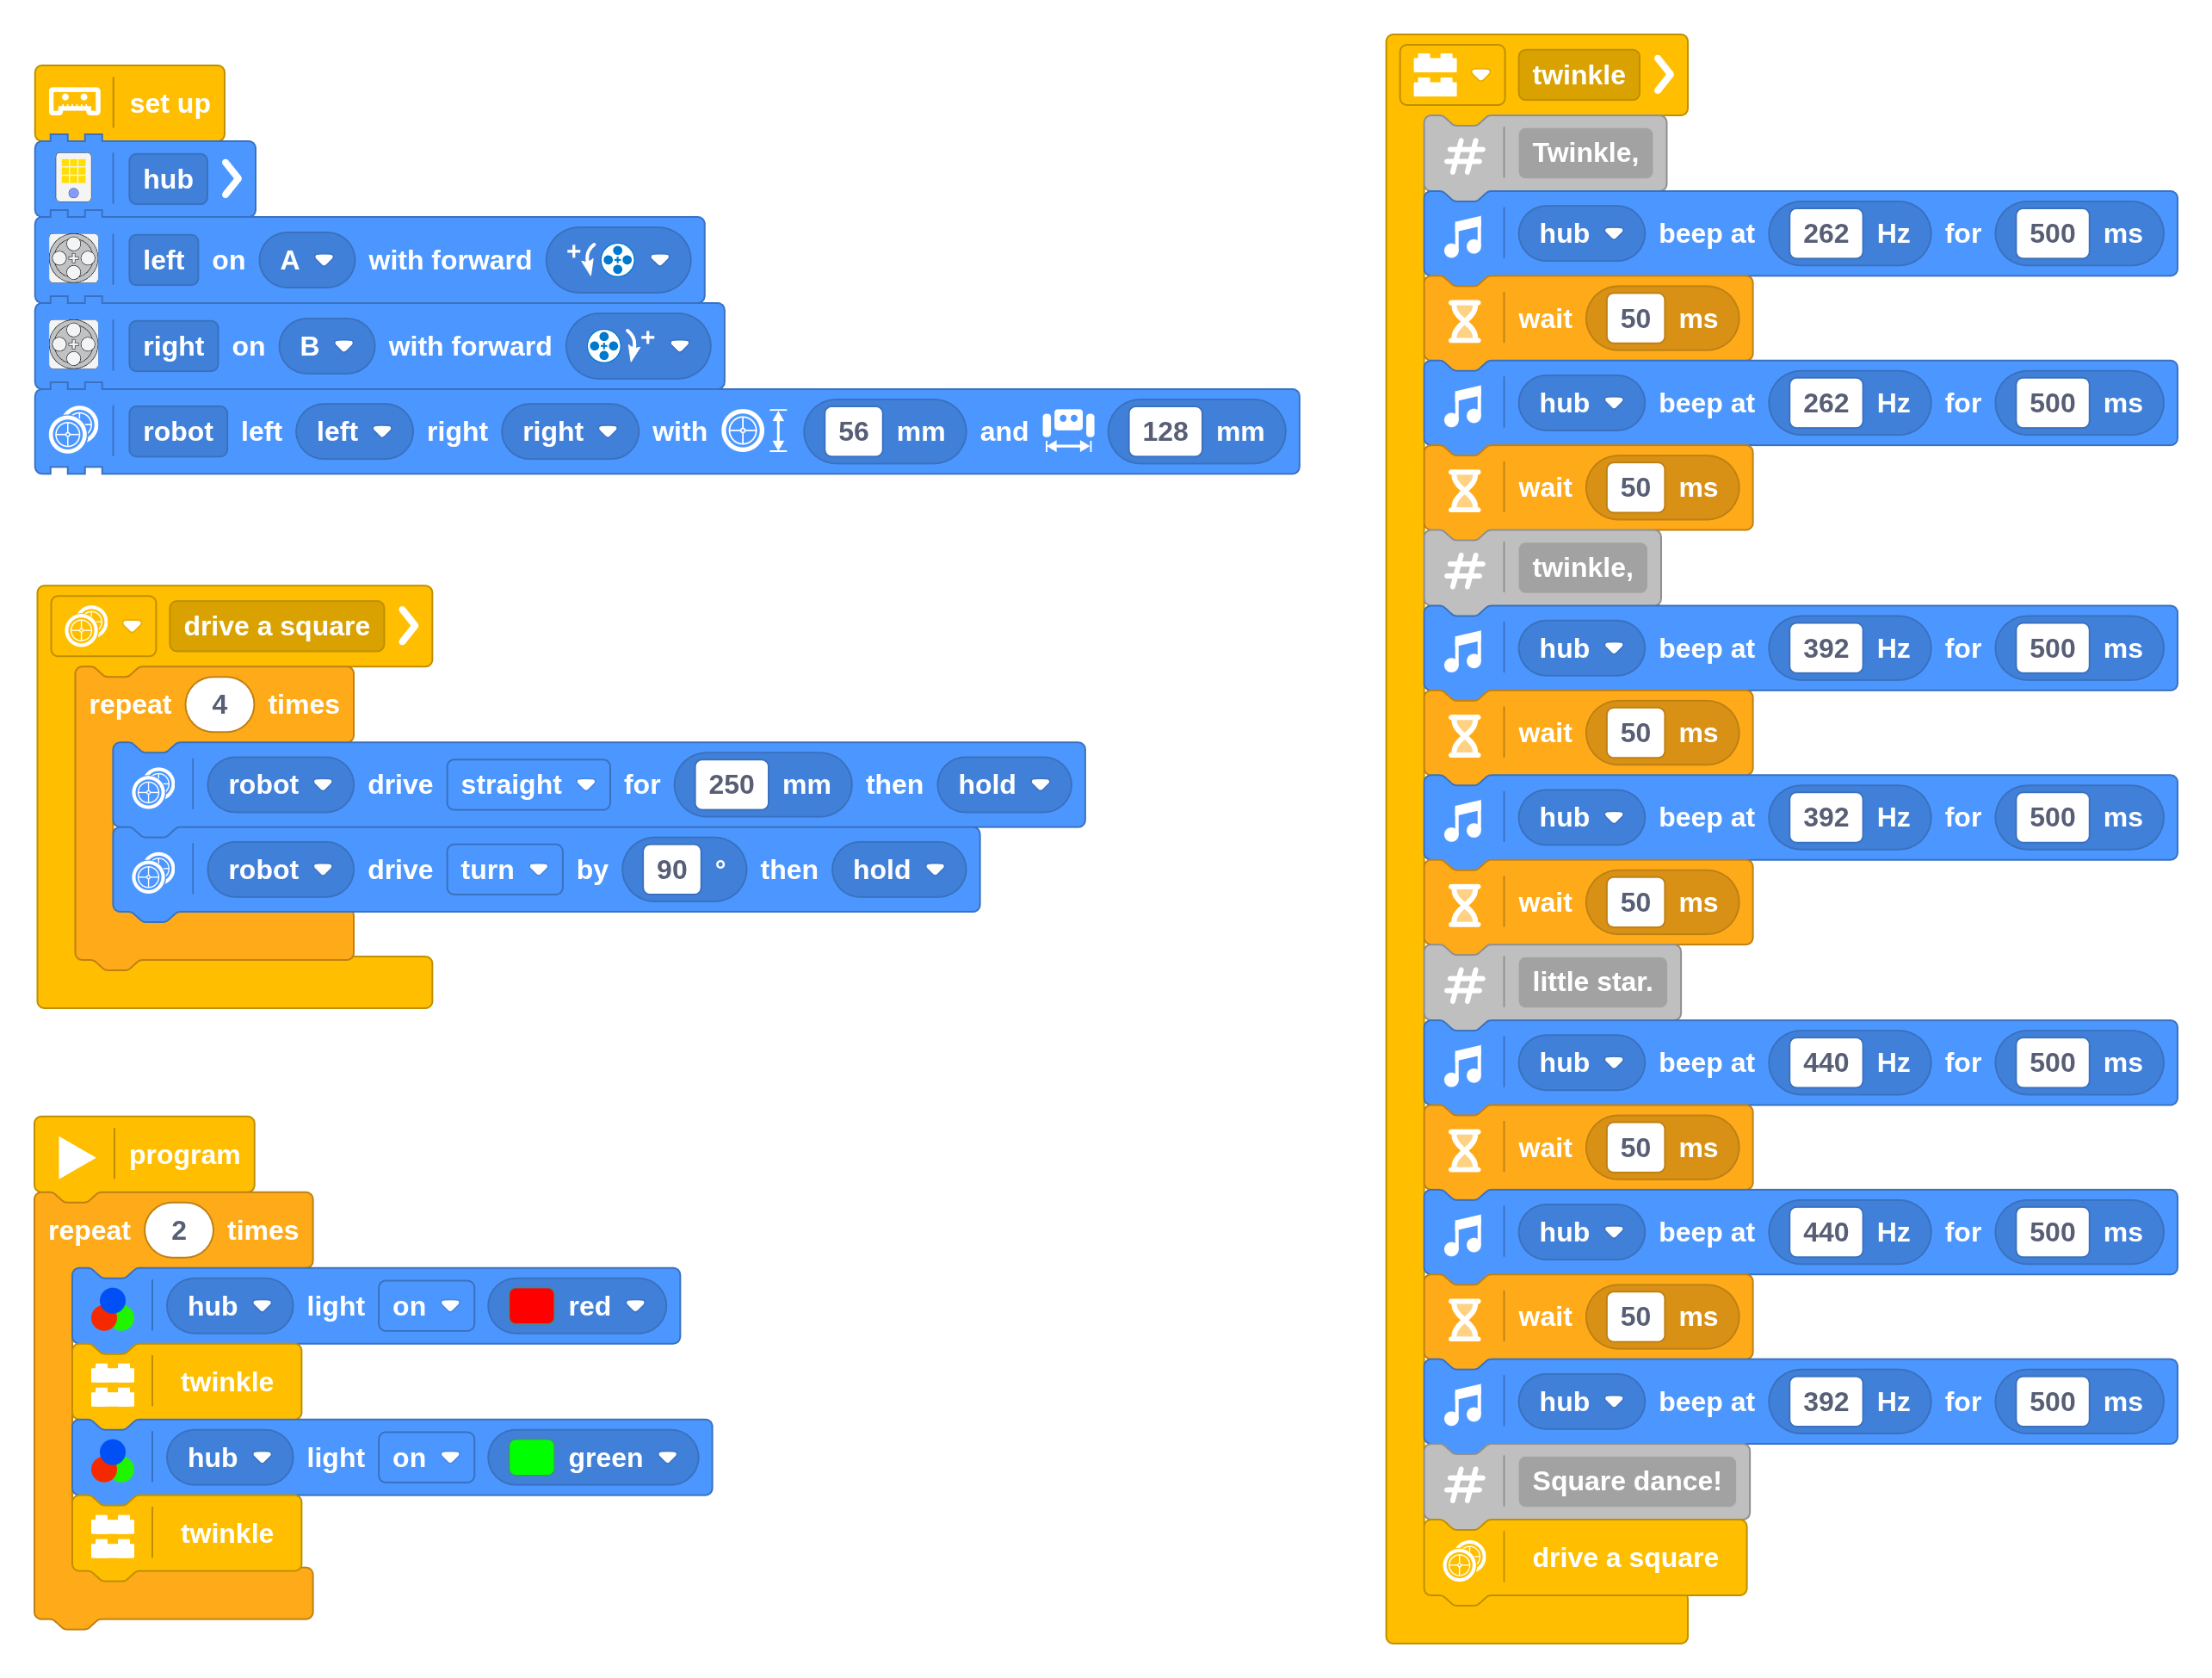 set up
hub
left on A with forward
right on B with forward
robot left left right right with 56 mm and 128 mm
drive a square
repeat 4 times
robot drive straight for 250 mm then hold
robot drive turn by 90 ° then hold
program
repeat 2 times
hub light on red
twinkle
hub light on green
twinkle
twinkle
# Twinkle,
hub beep at 262 Hz for 500 ms
wait 50 ms
hub beep at 262 Hz for 500 ms
wait 50 ms
# twinkle,
hub beep at 392 Hz for 500 ms
wait 50 ms
hub beep at 392 Hz for 500 ms
wait 50 ms
# little star.
hub beep at 440 Hz for 500 ms
wait 50 ms
hub beep at 440 Hz for 500 ms
wait 50 ms
hub beep at 392 Hz for 500 ms
# Square dance!
drive a square